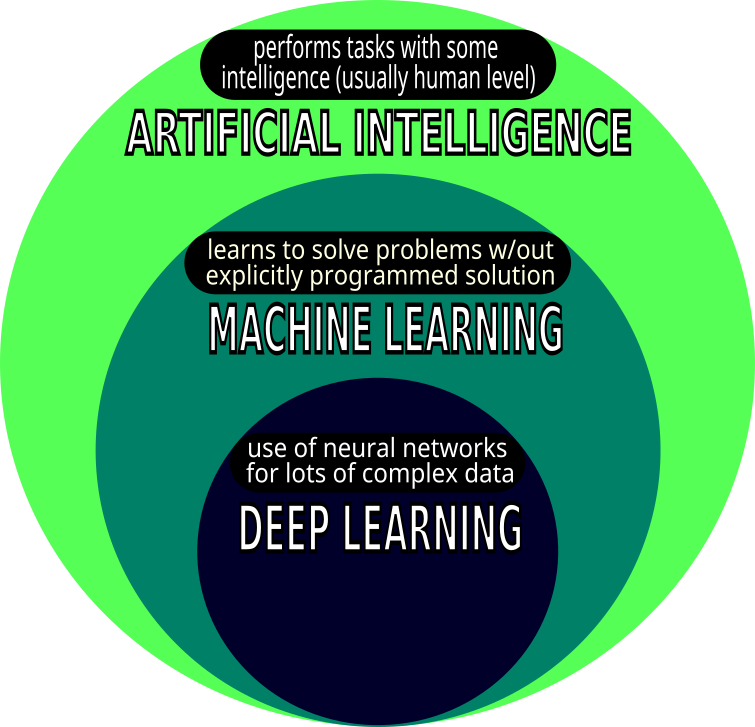 performs tasks with some
intelligence (usually human level)
ARTIFICIAL INTELLIGENCE
learns to solve problems w/out
explicitly programmed solution
MACHINE LEARNING
use of neural networks
for lots of complex data
DEEP LEARNING